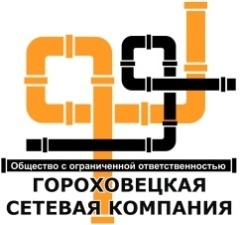 Общество с ограниченной ответственностью
ГОРОХОВЕЦКАЯ
СЕТЕВАЯ КОМПАНИЯ